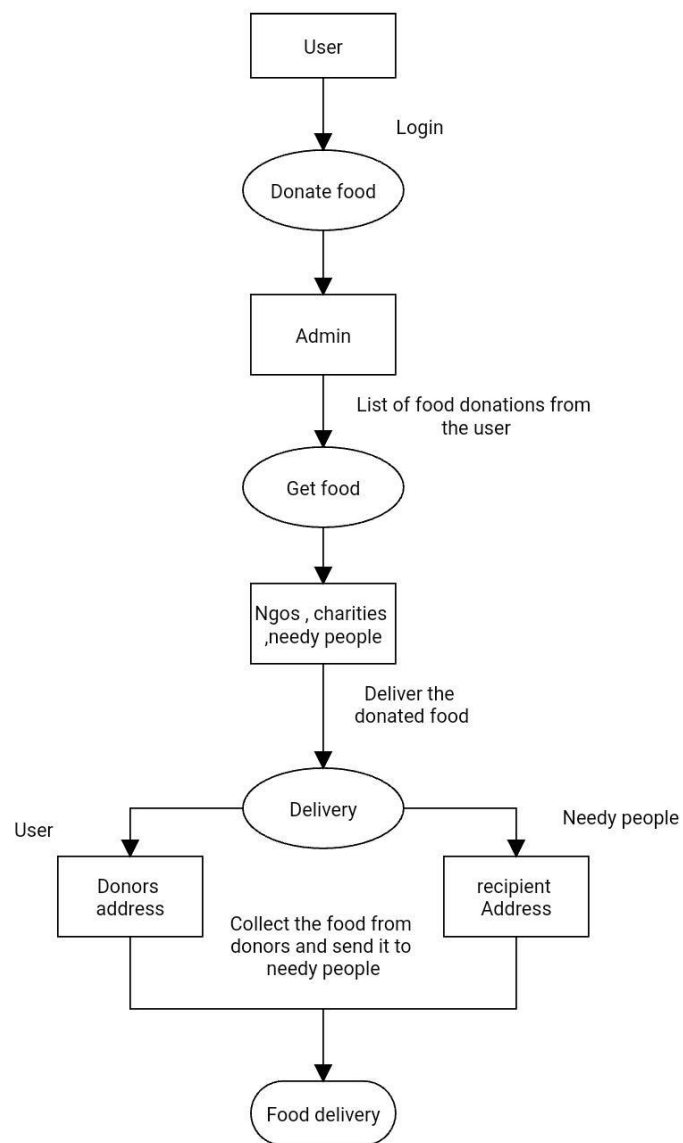 User
Login
Donate food
Admin
List of food donations from
the user
Get food
Ngos , charities
,needy people
Deliver the
donated food
Delivery
User
Needy people
Donors
address
recipient
Address
Collect the food from
donors and send it to
needy people
Food delivery